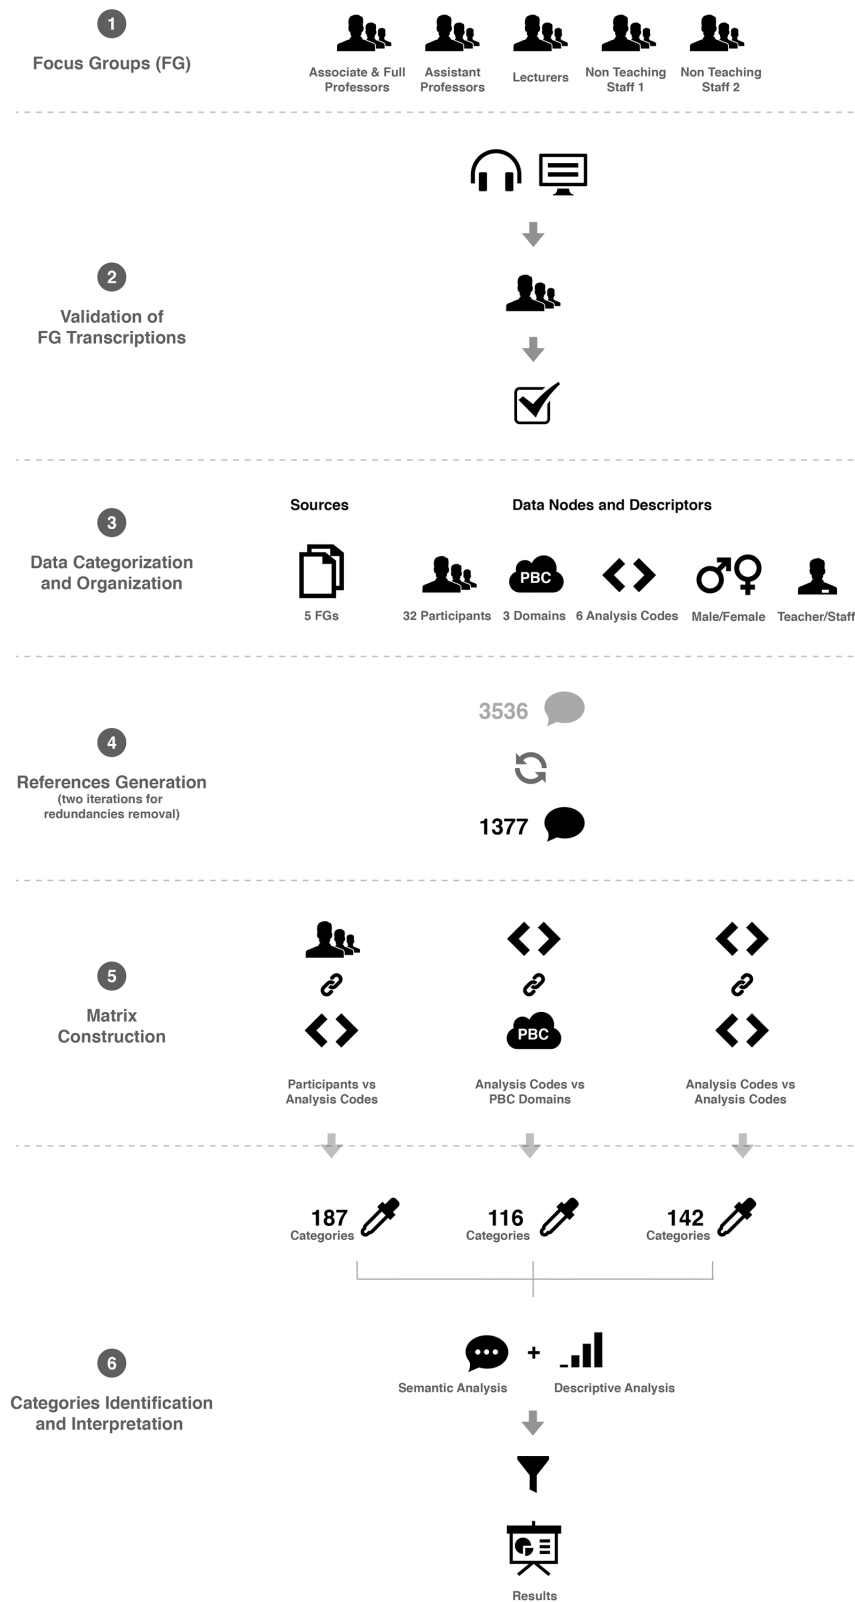 1
Focus Groups (FG)
Associate & Full
Professors
Assistant
Professors
Lecturers
Non Teaching
Staff 1
Non Teaching
Staff 2
2
Validation of
FG Transcriptions
3
Data Categorization
and Organization
Sources
Data Nodes and Descriptors
PBC
5 FGs
32 Participants
3 Domains
6 Analysis Codes
Male/Female
Teacher/Staff
4
References Generation
(two iterations for
redundancies removal)
3536
1377
5
Matrix
Construction
PBC
Participants vs
Analysis Codes
Analysis Codes vs
PBC Domains
Analysis Codes vs
Analysis Codes
187
Categories
116
Categories
142
Categories
6
Categories Identification
and Interpretation
+
Semantic Analysis
Descriptive Analysis
Results